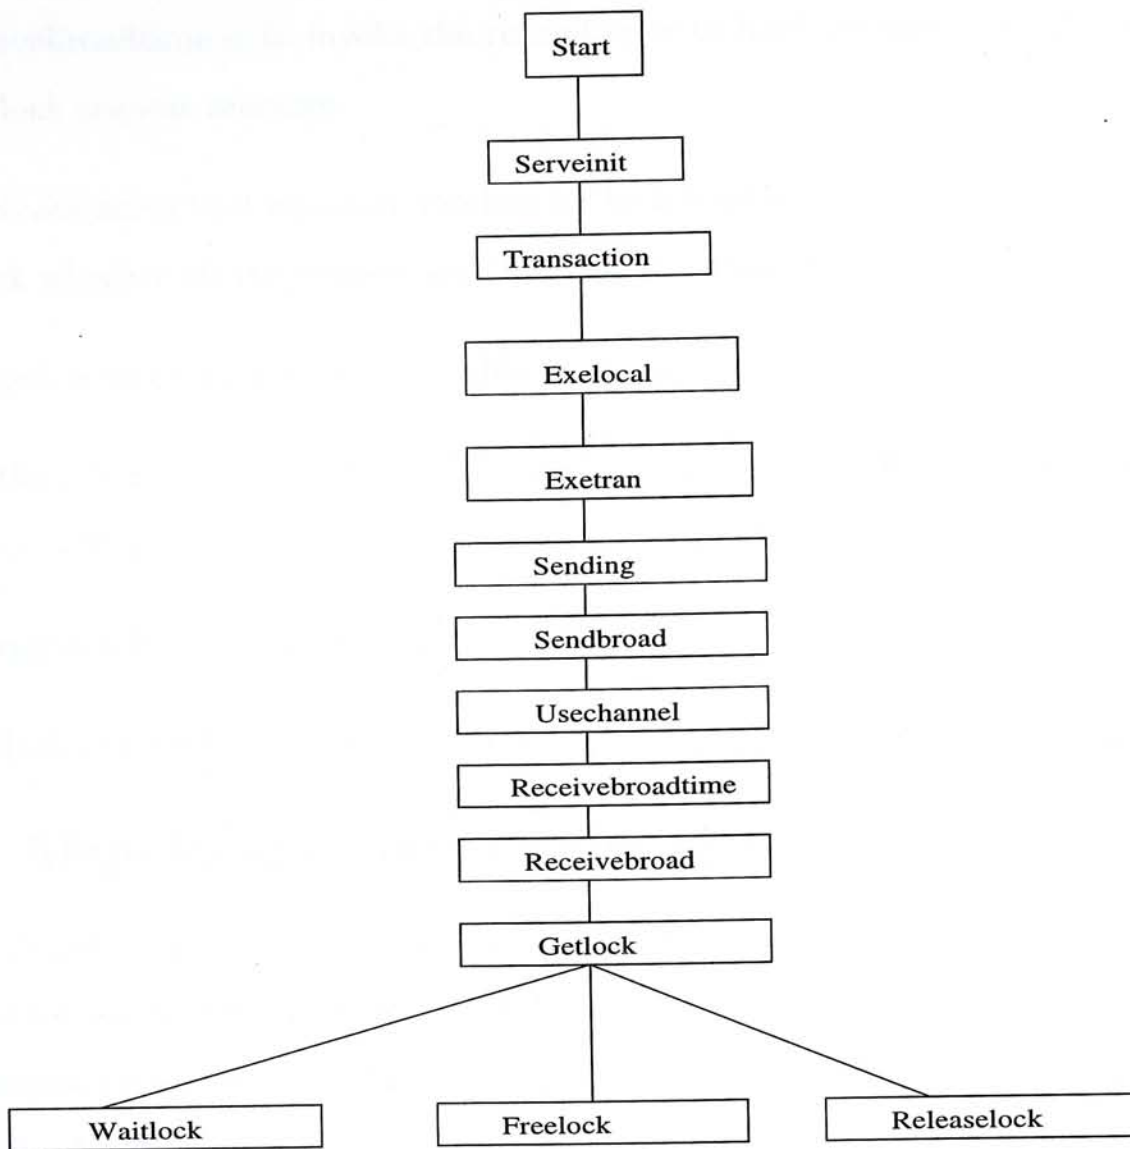 Start
Serveinit
Transaction
Exelocal
Exetran
Sending
Sendbroad
Usechannel
Receivebroadtime
Receivebroad
Getlock
Waitlock
Freelock
Releaselock